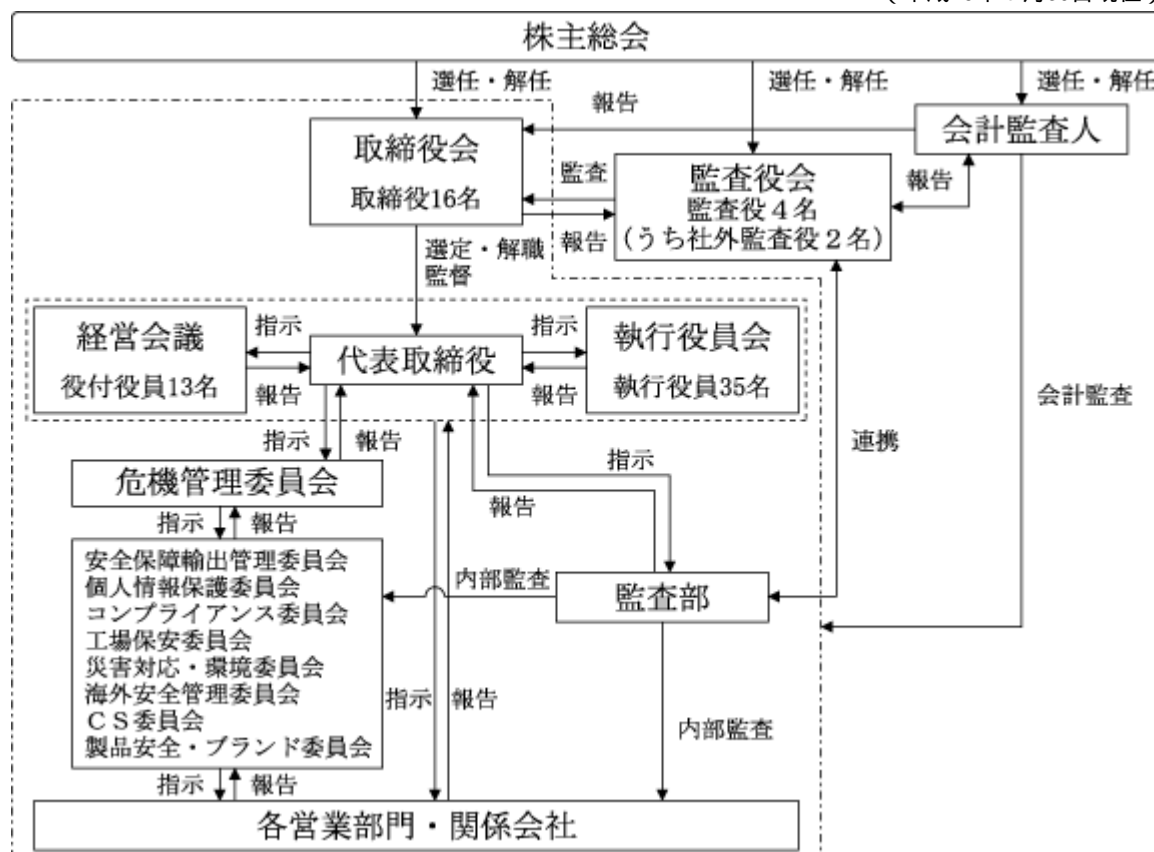 株主総会
選任・解任
選任・解任
選任・解任
報告
会計監査人
取締役会
取締役16名
監査
報告
監査役会
監査役4名
(うち社外監査役2名)
報告
選定・解職
監督
経営会議
役付役員13名
指示
報告
代表取締役
指示
報告
執行役員会
執行役員35名
会計監査
連携
指示
報告
指示
報告
危機管理委員会
指示
報告
安全保障輸出管理委員会
個人情報保護委員会
コンプライアンス委員会
工場保安委員会
災害対応・環境委員会
海外安全管理委員会
CS委員会
製品安全・ブランド委員会
内部監査
監査部
指示
報告
内部監査
指示
報告
各営業部門・関係会社